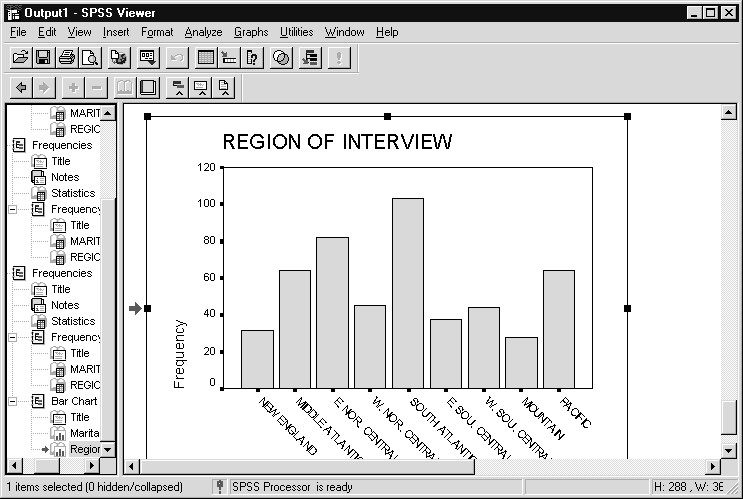 Output1 - SPSS Viewer
File Edit View Insert Format Analyze Graphs Utilities Window Help
MARIT
REGIC
Frequencies
Title
Notes
Statistics
Frequency
Title
MARIT
REGIC
Frequencies
Title
Notes
Statistics
Frequency
Title
MARIT
REGIC
Bar Chart
Title
Marita
Region
REGION OF INTERVIEW
120
100
80
60
40
20
0
Frequency
NEW ENGLAND
MIDDLE ATLANTIC
E. NOR. CENTRAL
W. NOR. CENTRA
SOUTH ATLANTIC
E. SOU. CENTRAL
W. SOU. CENTRA
MOUNTAIN
PACIFIC
1 items selected (0 hidden/collapsed)
SPSS Processor is ready
H: 288 , W: 36